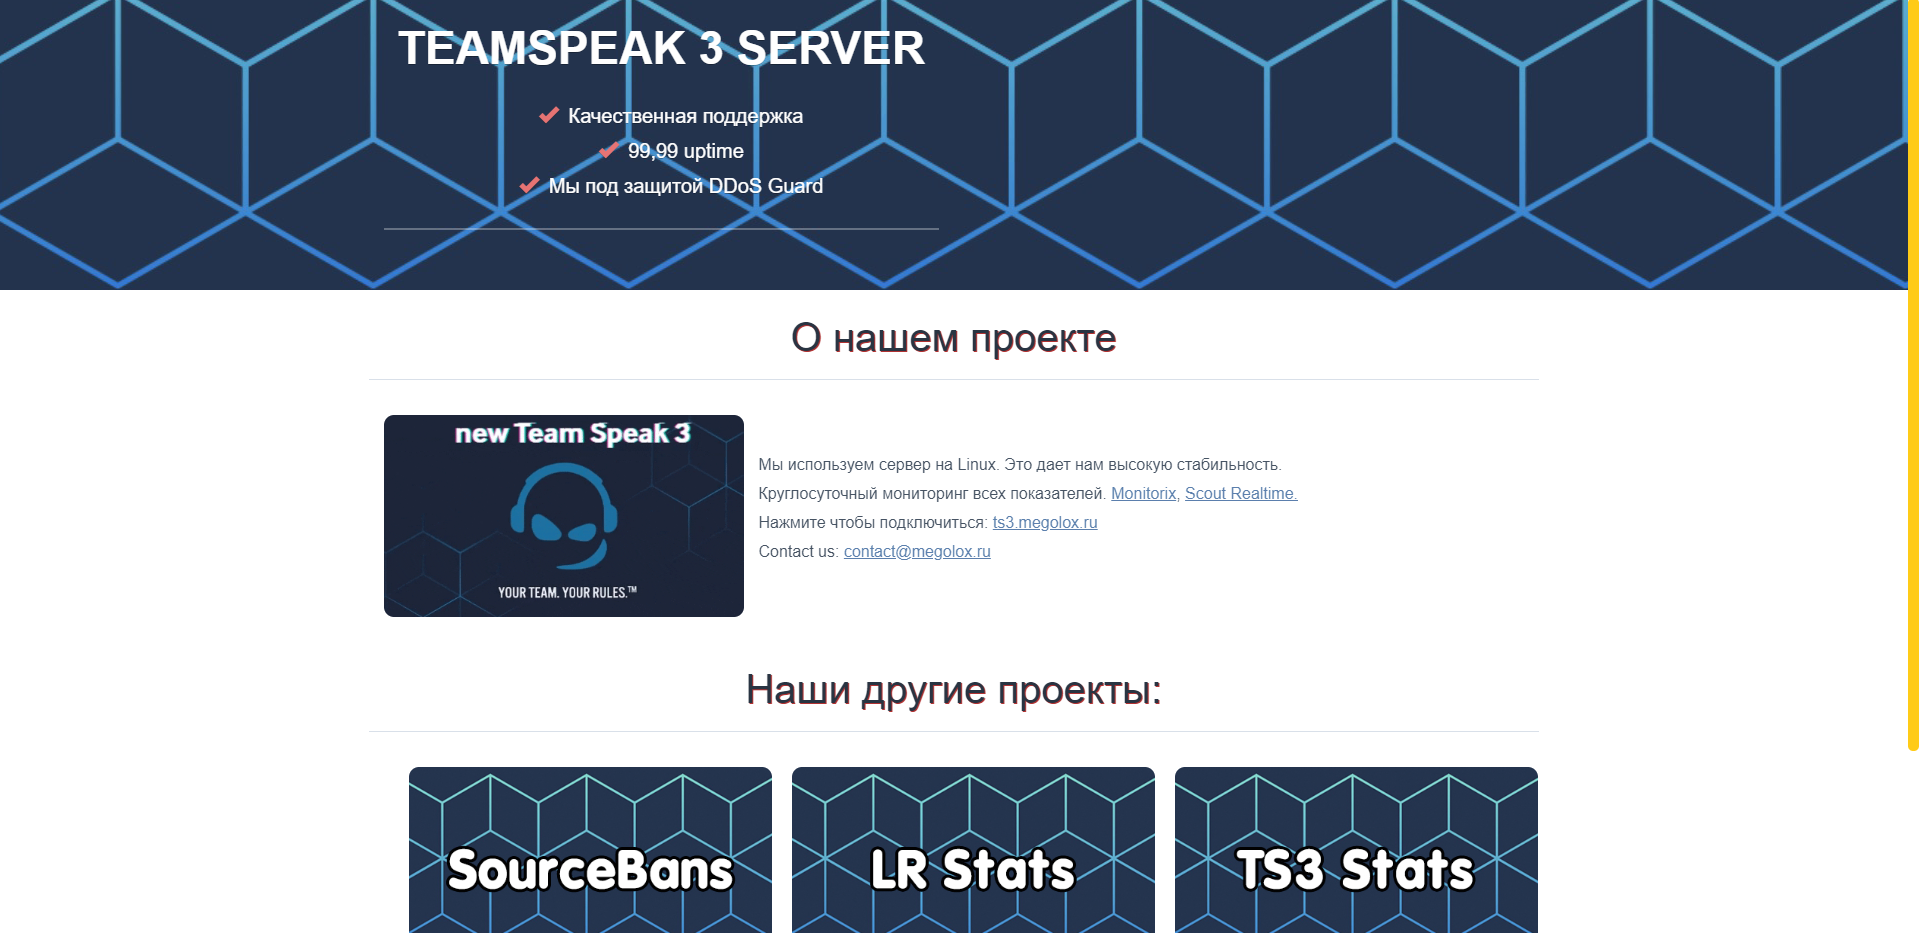 TEAMSPEAK 3 SERVER
Качественная поддержка
99,99 uptime
Мы под защитой DDoS Guard
О нашем проекте
new Team Speak 3
YOUR TEAM. YOUR RULES.™
Мы используем сервер на Linux. Это дает нам высокую стабильность.
Круглосуточный мониторинг всех показателей. Monitorix, Scout Realtime.
Нажмите чтобы подключиться: ts3.megolox.ru
Contact us: contact@megolox.ru
Наши другие проекты:
SourceBans
LR Stats
TS3 Stats